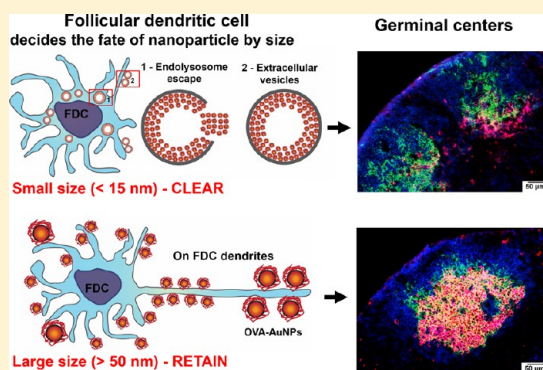 Follicular dendritic cell
decides the fate of nanoparticle by size
Germinal centers
1 - Endolysosome
escape
2 - Extracellular
vesicles
2
1
FDC
Small size (< 15 nm) - CLEAR
50 µm
On FDC dendrites
FDC
OVA-AuNPs
Large size (> 50 nm) - RETAIN
50 µm